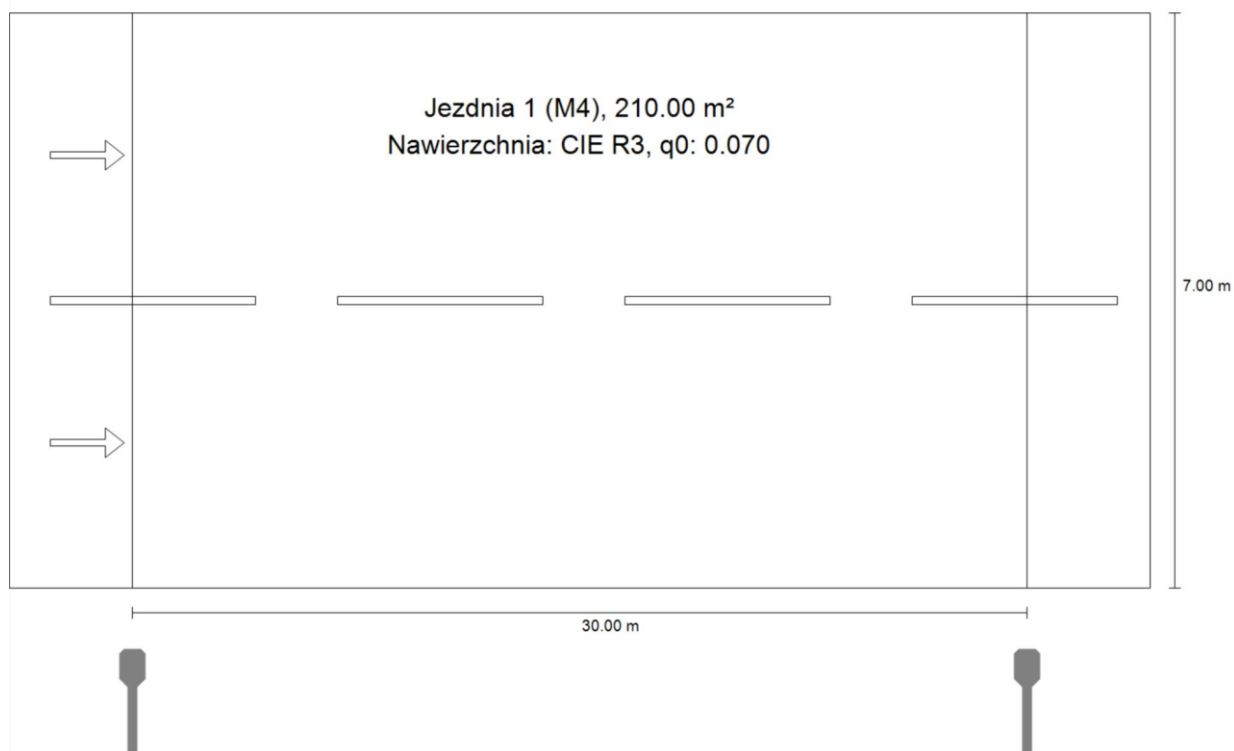 Jezdnia 1 (M4), 210.00 m²
Nawierzchnia: CIE R3, q0: 0.070
7.00 m
30.00 m